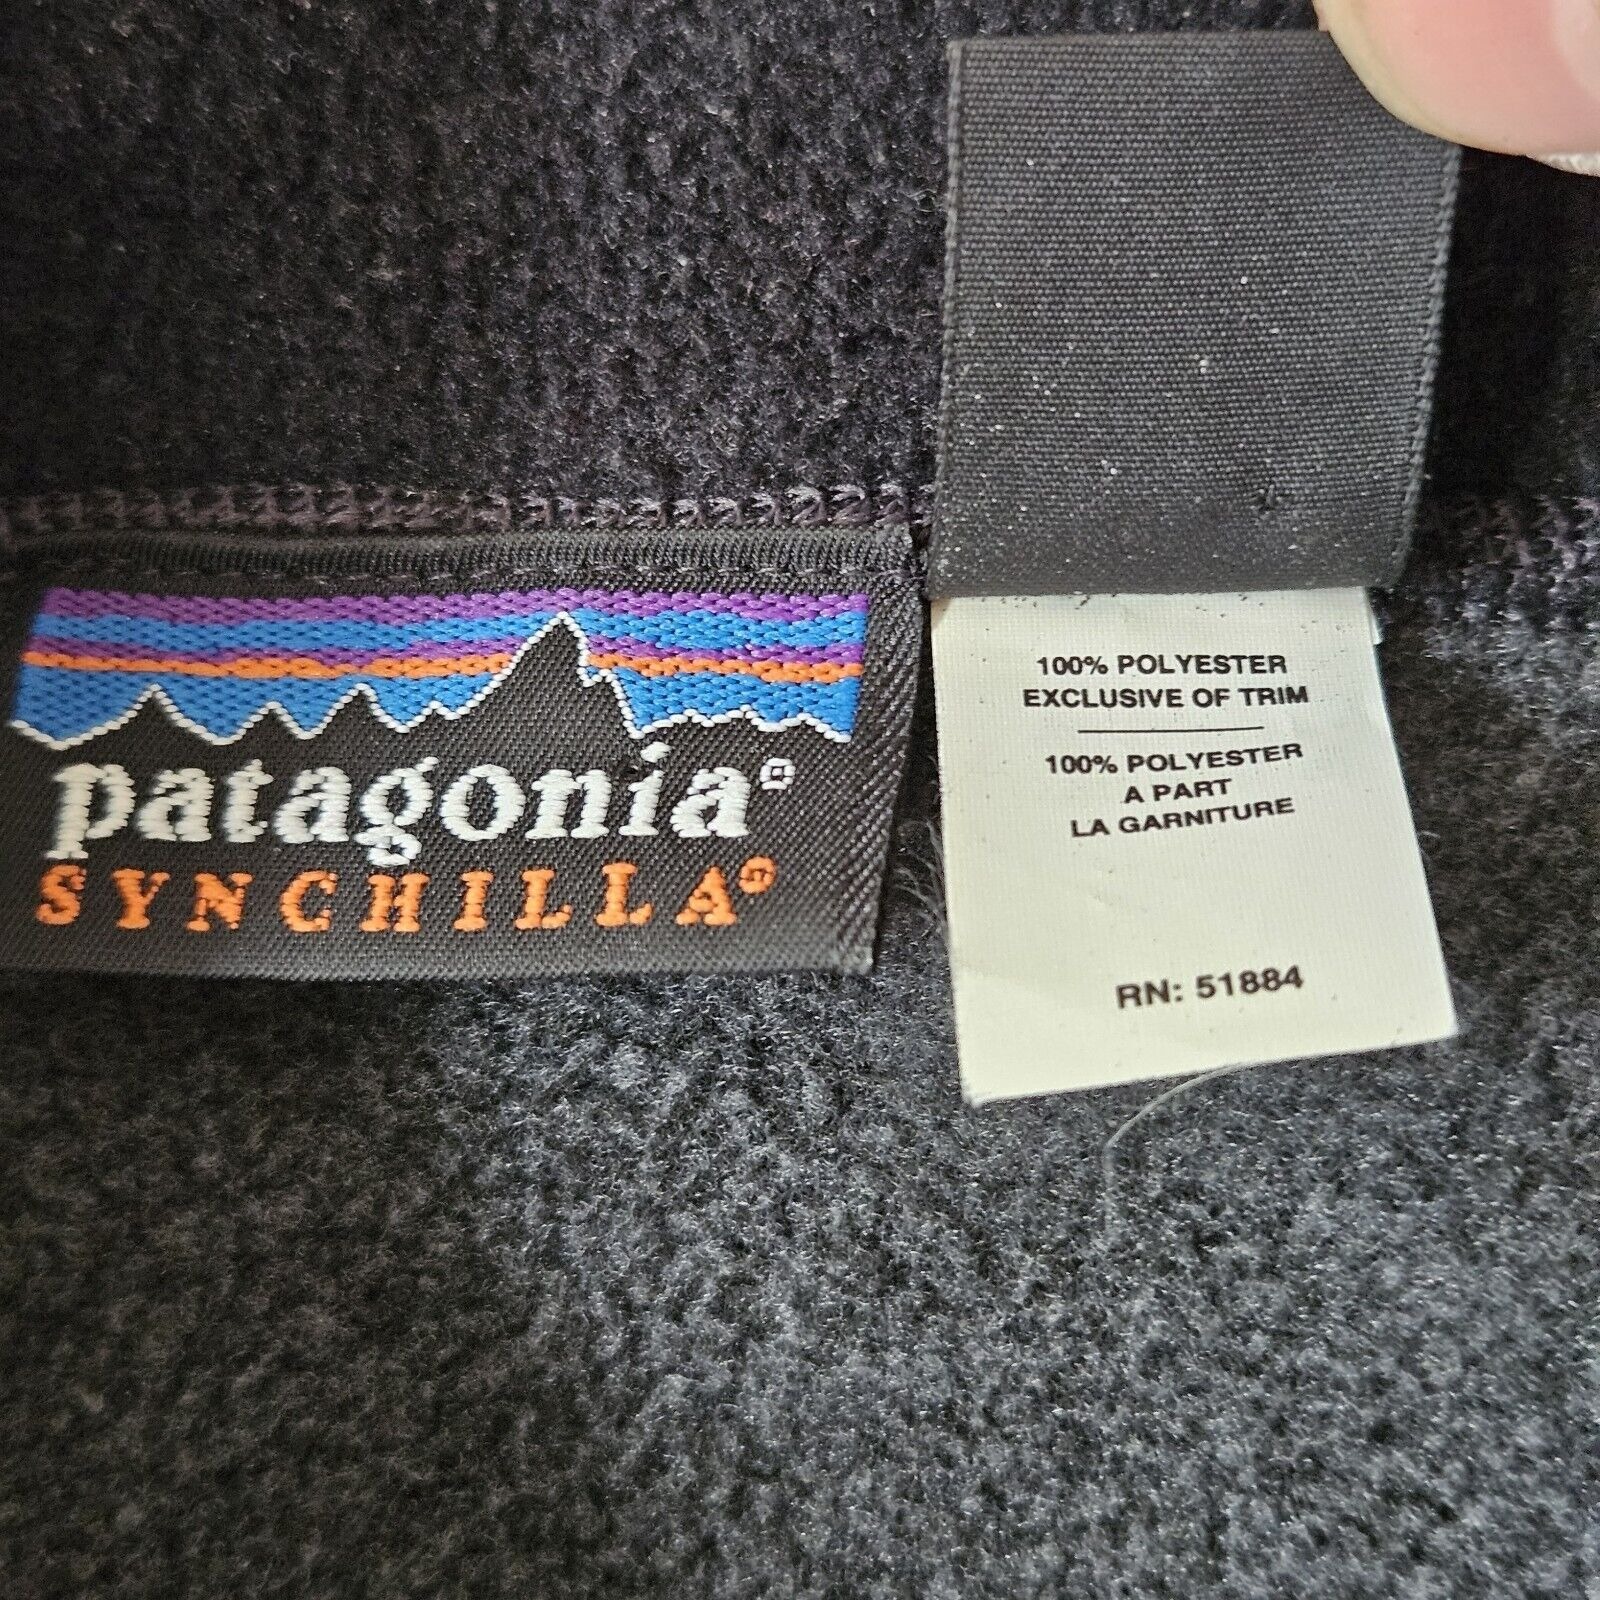 patagonia®
SYNCHILLA®
100% POLYESTER
EXCLUSIVE OF TRIM
100% POLYESTER
A PART
LA GARNITURE
RN: 51884